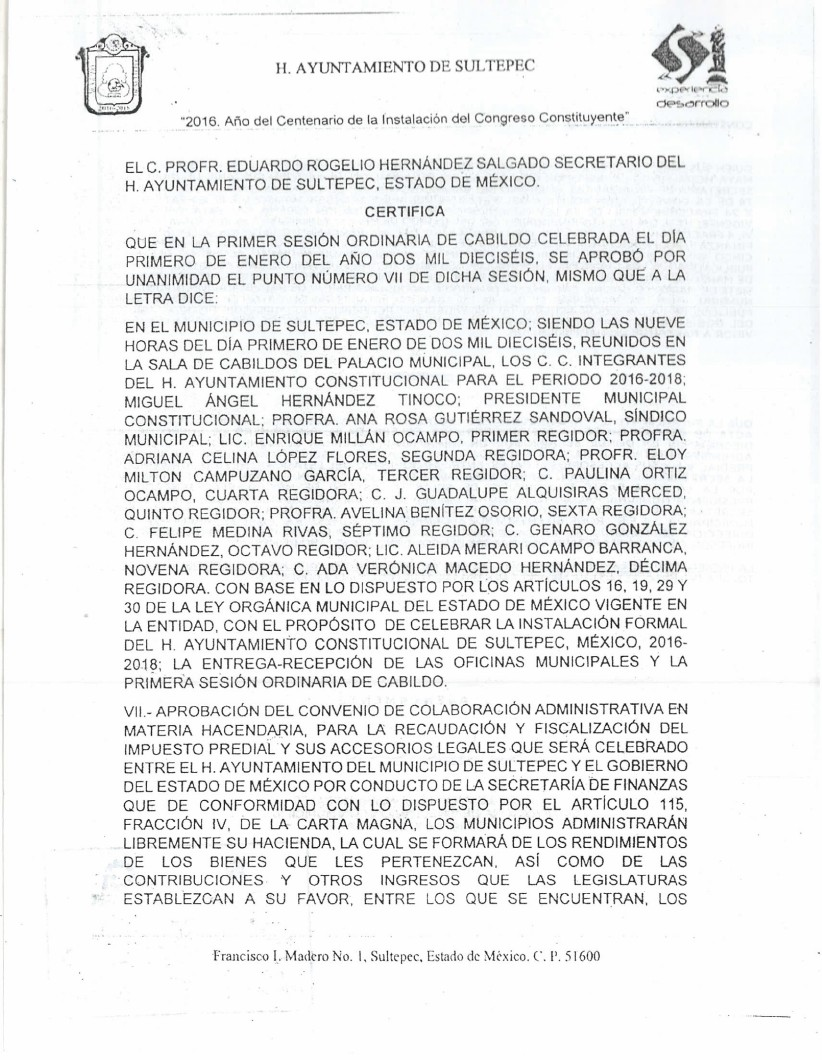 H. AYUNTAMIENTO DE SULTEPEC
experiencia
desarrollo
"2016. Año del Centenario de la Instalación del Congreso Constituyente"
EL C. PROFR. EDUARDO ROGELIO HERNÁNDEZ SALGADO SECRETARIO DEL
H. AYUNTAMIENTO DE SULTEPEC, ESTADO DE MÉXICO.
CERTIFICA
QUE EN LA PRIMER SESIÓN ORDINARIA DE CABILDO CELEBRADA EL DÍA
PRIMERO DE ENERO DEL AÑO DOS MIL DIECISÉIS, SE APROBÓ POR
UNANIMIDAD EL PUNTO NÚMERO VII DE DICHA SESIÓN, MISMO QUE A LA
LETRA DICE:
EN EL MUNICIPIO DE SULTEPEC, ESTADO DE MÉXICO; SIENDO LAS NUEVE
HORAS DEL DÍA PRIMERO DE ENERO DE DOS MIL DIECISÉIS, REUNIDOS EN
LA SALA DE CABILDOS DEL PALACIO MUNICIPAL, LOS C. C. INTEGRANTES
DEL H. AYUNTAMIENTO CONSTITUCIONAL PARA EL PERIODO 2016-2018;
MIGUEL ÁNGEL HERNÁNDEZ TINOCO; PRESIDENTE MUNICIPAL
CONSTITUCIONAL; PROFRA. ANA ROSA GUTIÉRREZ SANDOVAL, SÍNDICO
MUNICIPAL; LIC. ENRIQUE MILLÁN OCAMPO, PRIMER REGIDOR; PROFRA.
ADRIANA CELINA LÓPEZ FLORES, SEGUNDA REGIDORA; PROFR. ELOY
MILTON CAMPUZANO GARCÍA, TERCER REGIDOR; C. PAULINA ORTIZ
OCAMPO, CUARTA REGIDORA; C. J. GUADALUPE ALQUISIRAS MERCED,
QUINTO REGIDOR; PROFRA. AVELINA BENÍTEZ OSORIO, SEXTA REGIDORA;
C. FELIPE MEDINA RIVAS, SÉPTIMO REGIDOR; C. GENARO GONZÁLEZ
HERNÁNDEZ, OCTAVO REGIDOR; LIC. ALEIDA MERARI OCAMPO BARRANCA,
NOVENA REGIDORA; C. ADA VERÓNICA MACEDO HERNÁNDEZ, DÉCIMA
REGIDORA. CON BASE EN LO DISPUESTO POR LOS ARTÍCULOS 16, 19, 29 Y
30 DE LA LEY ORGÁNICA MUNICIPAL DEL ESTADO DE MÉXICO VIGENTE EN
LA ENTIDAD, CON EL PROPÓSITO DE CELEBRAR LA INSTALACIÓN FORMAL
DEL H. AYUNTAMIENTO CONSTITUCIONAL DE SULTEPEC, MÉXICO, 2016-
2018; LA ENTREGA-RECEPCIÓN DE LAS OFICINAS MUNICIPALES Y LA
PRIMERA SESIÓN ORDINARIA DE CABILDO.
VII.- APROBACIÓN DEL CONVENIO DE COLABORACIÓN ADMINISTRATIVA EN
MATERIA HACENDARIA, PARA LA RECAUDACIÓN Y FISCALIZACIÓN DEL
IMPUESTO PREDIAL Y SUS ACCESORIOS LEGALES QUE SERÁ CELEBRADO
ENTRE EL H. AYUNTAMIENTO DEL MUNICIPIO DE SULTEPEC Y EL GOBIERNO
DEL ESTADO DE MÉXICO POR CONDUCTO DE LA SECRETARÍA DE FINANZAS
QUE DE CONFORMIDAD CON LO DISPUESTO POR EL ARTÍCULO 115,
FRACCIÓN IV, DE LA CARTA MAGNA, LOS MUNICIPIOS ADMINISTRARÁN
LIBREMENTE SU HACIENDA, LA CUAL SE FORMARÁ DE LOS RENDIMIENTOS
DE LOS BIENES QUE LES PERTENEZCAN, ASÍ COMO DE LAS
CONTRIBUCIONES Y OTROS INGRESOS QUE LAS LEGISLATURAS
ESTABLEZCAN A SU FAVOR, ENTRE LOS QUE SE ENCUENTRAN, LOS
Francisco I. Madero No. 1, Sultepec, Estado de México. C. P. 51600